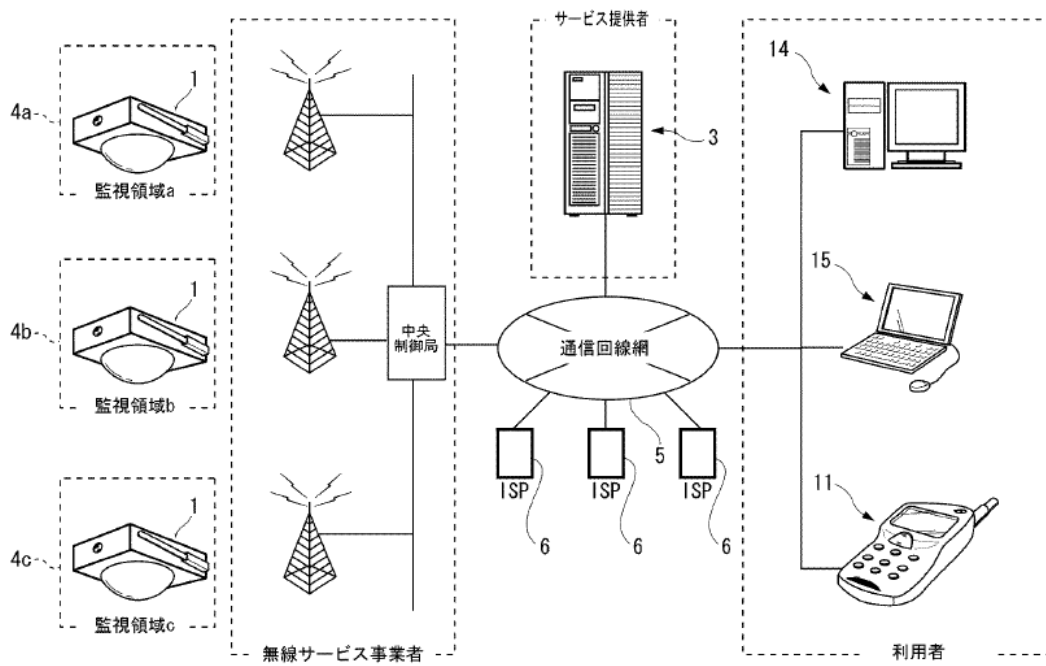 サービス提供者
14
1
4a
3
監視領域a
15
1
4b
中央
制御局
通信回線網
監視領域b
5
ISP
ISP
ISP
11
6
6
6
1
4c
監視領域c
無線サービス事業者
利用者